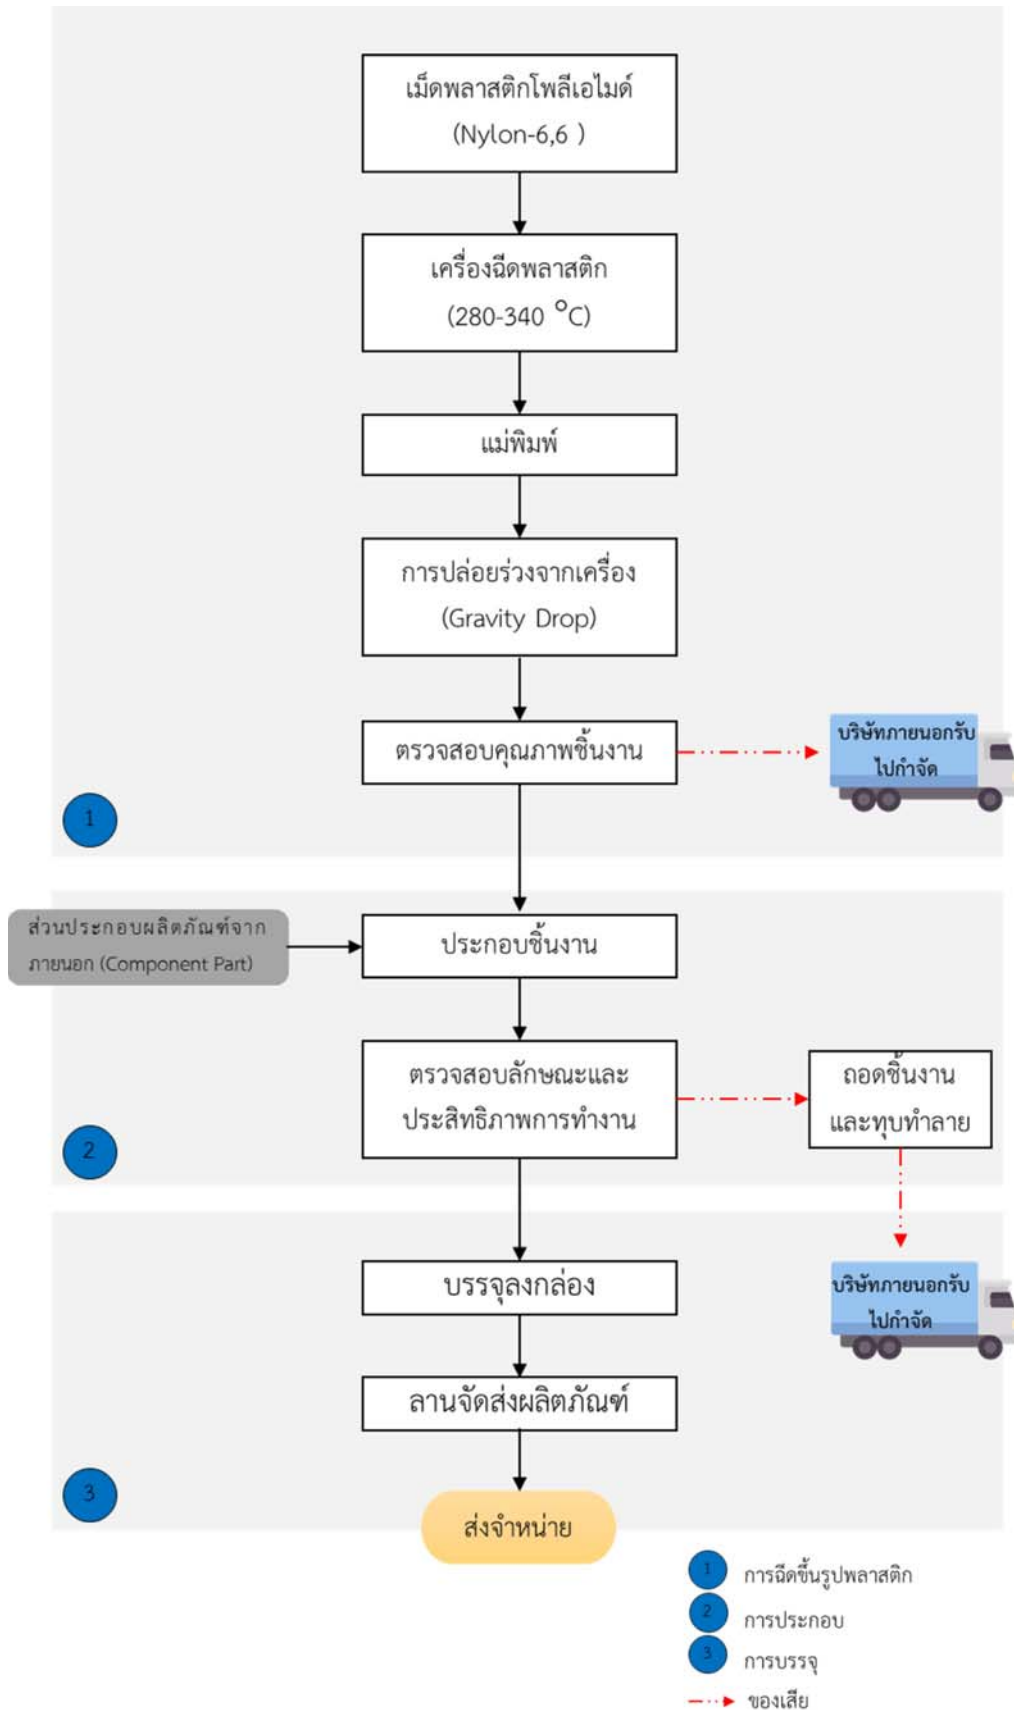 เม็ดพลาสติกโพลีเอไมด์
(Nylon-6,6 )
เครื่องฉีดพลาสติก
(280-340 °C)
แม่พิมพ์
การปล่อยร่วงจากเครื่อง
(Gravity Drop)
ตรวจสอบคุณภาพชิ้นงาน
บริษัทภายนอกรับ
ไปกำจัด
1
ส่วนประกอบผลิตภัณฑ์จาก
ภายนอก (Component Part)
ประกอบชิ้นงาน
ตรวจสอบลักษณะและ
ประสิทธิภาพการทำงาน
ถอดชิ้นงาน
และทุบทำลาย
2
บรรจุลงกล่อง
บริษัทภายนอกรับ
ไปกำจัด
ลานจัดส่งผลิตภัณฑ์
3
ส่งจำหน่าย
1 การฉีดขึ้นรูปพลาสติก
2 การประกอบ
3 การบรรจุ
ของเสีย